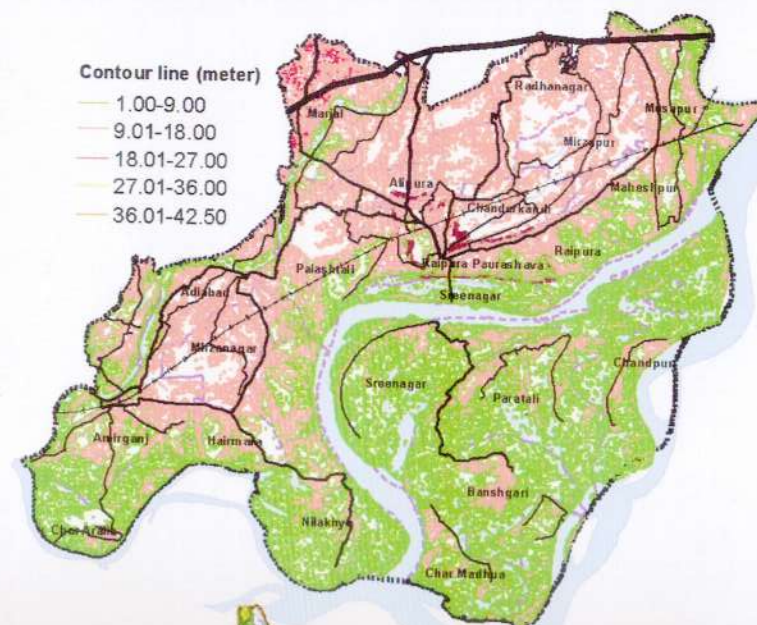 Contour line (meter)
1.00-9.00
9.01-18.00
18.01-27.00
27.01-36.00
36.01-42.50
Radhanagar
Marjal
Musapur
Mirzapur
Alipura
Maheshpur
Chanderkandi
Raipura
Palashtali
Raipura Paurashava
Adiabad
Sreenagar
Mirzanagar
Chandpur
Sreenagar
Paratali
Amirganj
Hairmara
Banshgari
Nilakhya
Char Aralia
Char Madhua